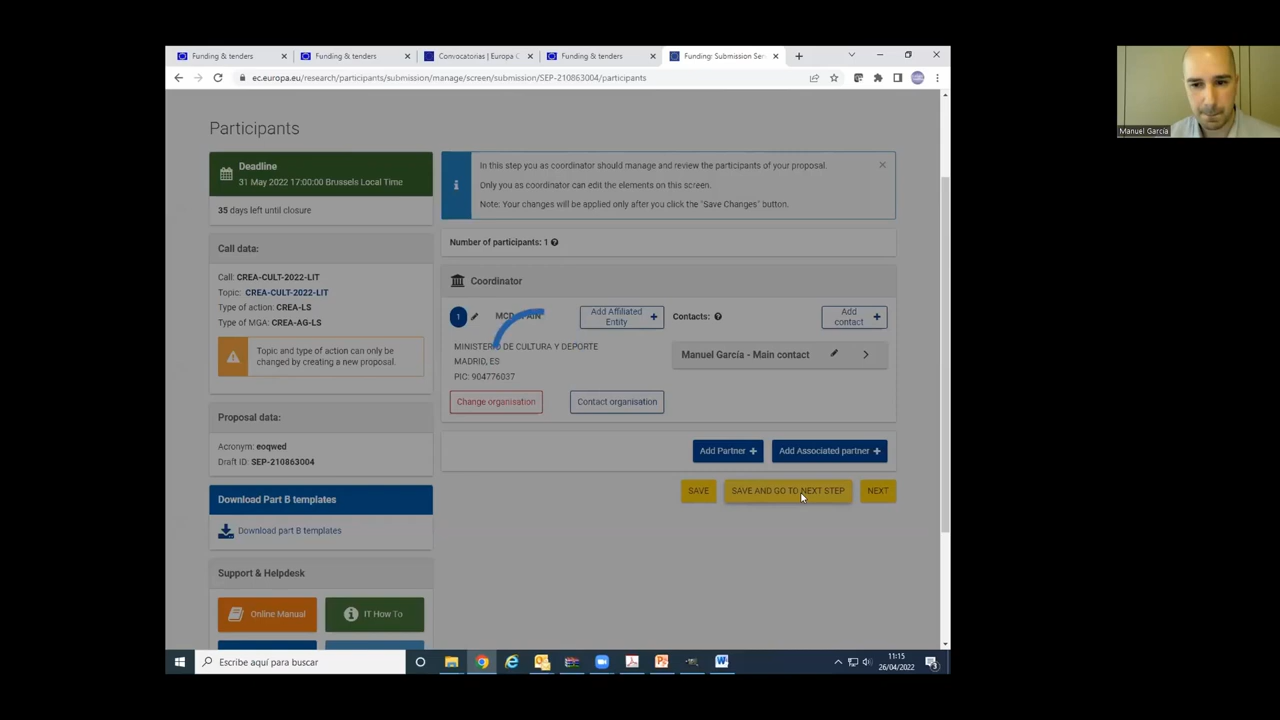 Funding & tenders
Funding & tenders
Convocatorias | Europa C
Funding & tenders
Funding: Submission Ser
ec.europa.eu/research/participants/submission/manage/screen/submission/SEP-210863004/participants
Manuel García
Participants
Deadline
31 May 2022 17:00:00 Brussels Local Time
35 days left until closure
Call data:
Call: CREA-CULT-2022-LIT
Topic: CREA-CULT-2022-LIT
Type of action: CREA-LS
Type of MGA: CREA-AG-LS
Topic and type of action can only be
changed by creating a new proposal.
Proposal data:
Acronym: eoqwed
Draft ID: SEP-210863004
Download Part B templates
Download part B templates
Support & Helpdesk
Online Manual
IT How To
In this step you as coordinator should manage and review the participants of your proposal.
Only you as coordinator can edit the elements on this screen.
Note: Your changes will be applied only after you click the "Save Changes" button.
Number of participants: 1
Coordinator
1
Add Affiliated
Entity
Contacts:
Add
contact
MINISTERIO DE CULTURA Y DEPORTE
MADRID, ES
PIC: 904776037
Manuel García - Main contact
Change organisation
Contact organisation
Add Partner
Add Associated partner
SAVE
SAVE AND GO TO NEXT STEP
NEXT
Escribe aquí para buscar
11:15
26/04/2022
3